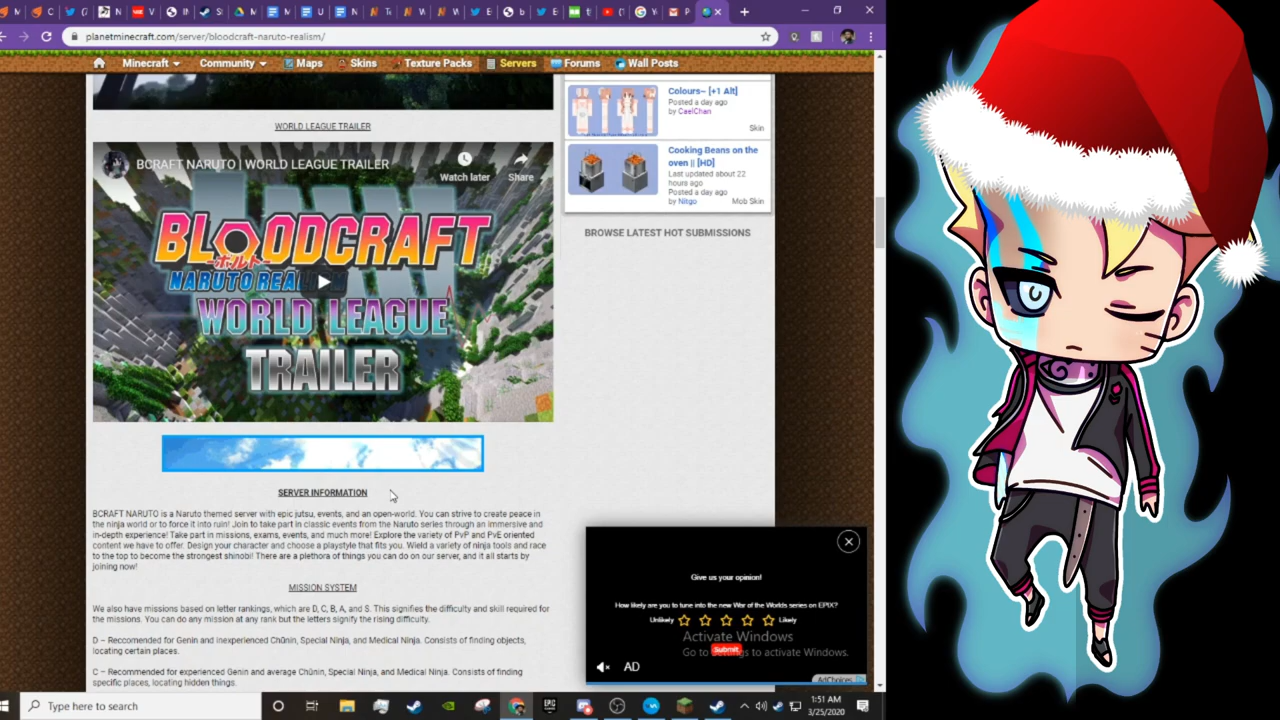 planetminecraft.com/server/bloodcraft-naruto-realism/
Minecraft Community Maps Skins Texture Packs Servers Forums Wall Posts
WORLD LEAGUE TRAILER
BCRAFT NARUTO | WORLD LEAGUE TRAILER
Watch later
Share
BLOODCRAFT
ボルト
NARUTO REA
WORLD LEAGUE
TRAILER
SERVER INFORMATION
BCRAFT NARUTO is a Naruto themed server with epic jutsu, events, and an open-world. You can strive to create peace in
the ninja world or to force it into ruin! Join to take part in classic events from the Naruto series through an immersive and
in-depth experience! Take part in missions, exams, events, and much more! Explore the variety of PvP and PvE oriented
content we have to offer. Design your character and choose a playstyle that fits you. Wield a variety of ninja tools and race
to the top to become the strongest shinobi! There are a plethora of things you can do on our server, and it all starts by
joining now!
MISSION SYSTEM
We also have missions based on letter rankings, which are D, C, B, A, and S. This signifies the difficulty and skill required for
the missions. You can do any mission at any rank but the letters signify the rising difficulty.
D – Reccomended for Genin and Inexperienced Chūnin, Special Ninja, and Medical Ninja. Consists of finding objects,
locating certain places.
C – Recommended for experienced Genin and average Chūnin, Special Ninja, and Medical Ninja. Consists of finding
specific places, locating hidden things.
Colours~ [+1 Alt]
Posted a day ago
by CaelChan
Skin
Cooking Beans on the
oven || [HD]
Last updated about 22
hours ago
Posted a day ago
by Nitgo
Mob Skin
BROWSE LATEST HOT SUBMISSIONS
Give us your opinion!
How likely are you to tune into the new War of the Worlds series on EPIX?
Unlikely Likely
Submit
AD
AdChoices
Activate Windows
Go to Settings to activate Windows.
Type here to search
EPIC
1:51 AM
3/25/2020